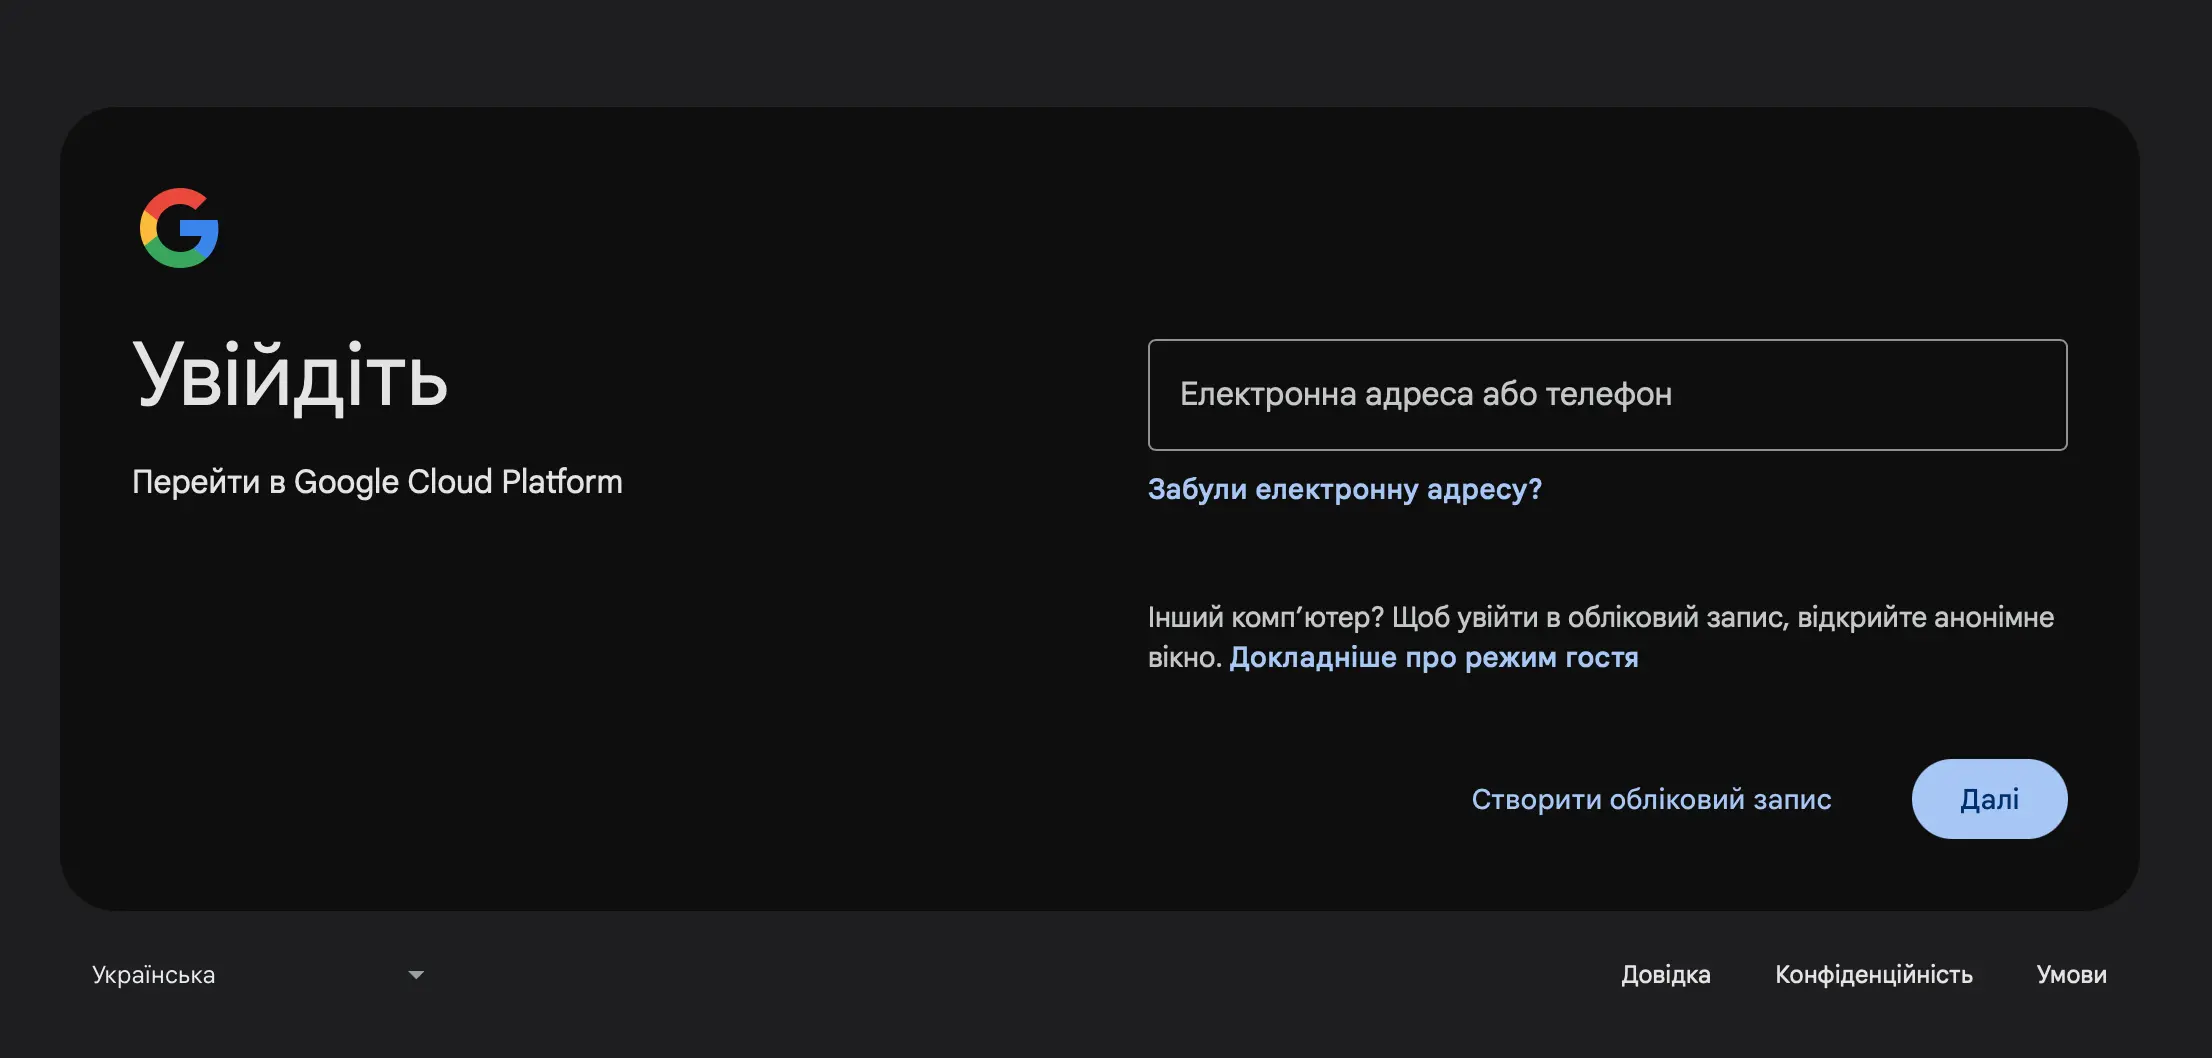 Увійдіть
Перейти в Google Cloud Platform
Електронна адреса або телефон
Забули електронну адресу?
Інший комп’ютер? Щоб увійти в обліковий запис, відкрийте анонімне
вікно. Докладніше про режим гостя
Створити обліковий запис
Далі
Українська
Довідка
Конфіденційність
Умови